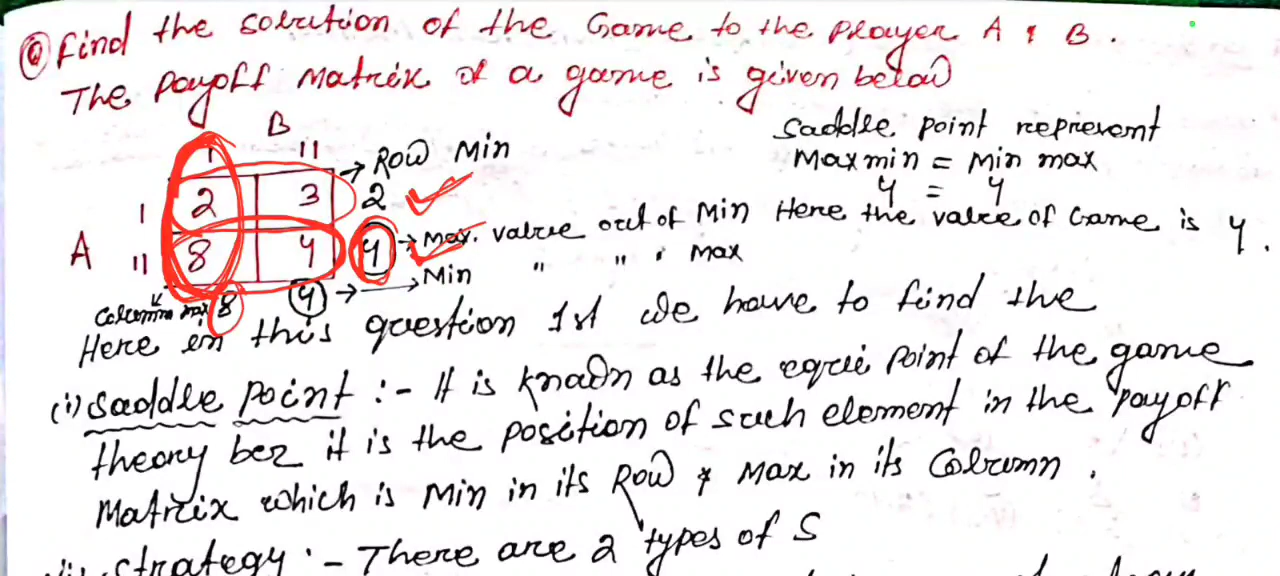 Q Find the solution of the Game to the player A & B.
The payoff matrix of a game is given below
B
I II → Row Min
I 2 3 2
A II 8 4 4 → Max. value out of Min
Column max 8 4 → Min " " " Max
Saddle point represent
Maxmin = Min max
4 = 4
Here the value of Game is 4.
Here in this question 1st we have to find the
(i) Saddle Point :- It is known as the equi point of the game
theory bcz it is the position of such element in the payoff
Matrix which is Min in its Row & Max in its Column.
strategy :- There are 2 types of S